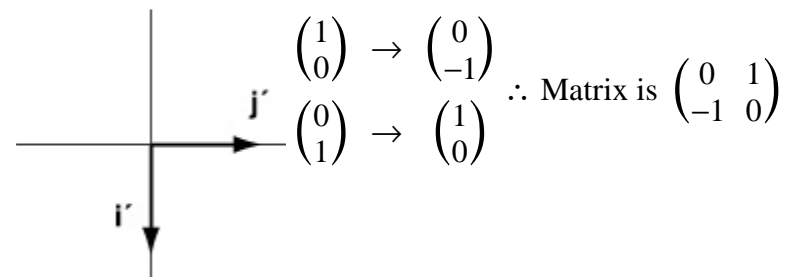 (1 0) → (0 −1)
(0 1) → (1 0)
∴ Matrix is (0 1 −1 0)
j´
i´